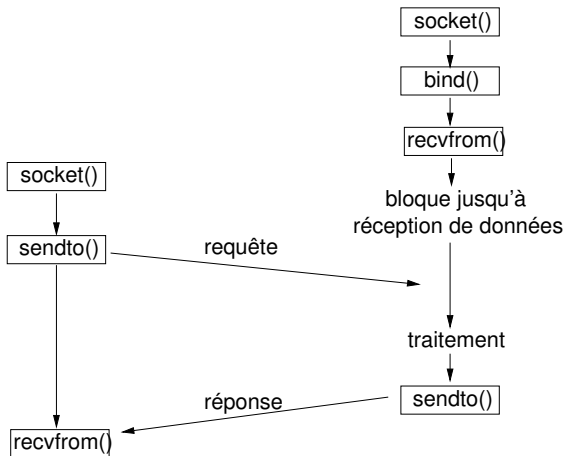 socket()
bind()
recvfrom()
socket()
bloque jusqu'à
réception de données
sendto()
requête
traitement
réponse
sendto()
recvfrom()